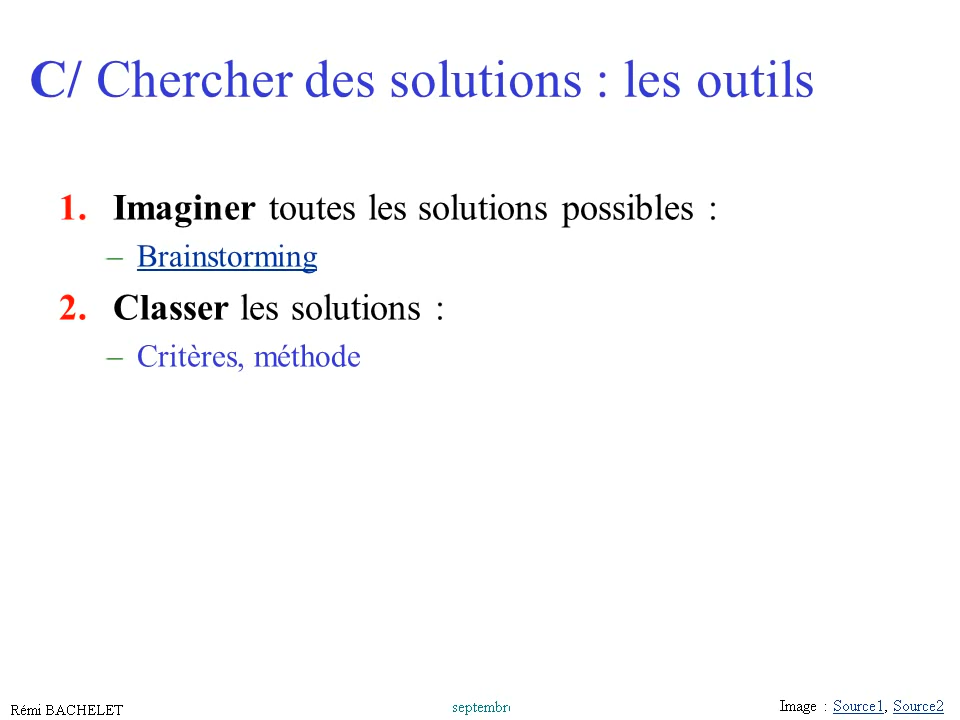 C/ Chercher des solutions : les outils
1. Imaginer toutes les solutions possibles :
– Brainstorming
2. Classer les solutions :
– Critères, méthode
Rémi BACHELET
septembre
Image : Source1, Source2